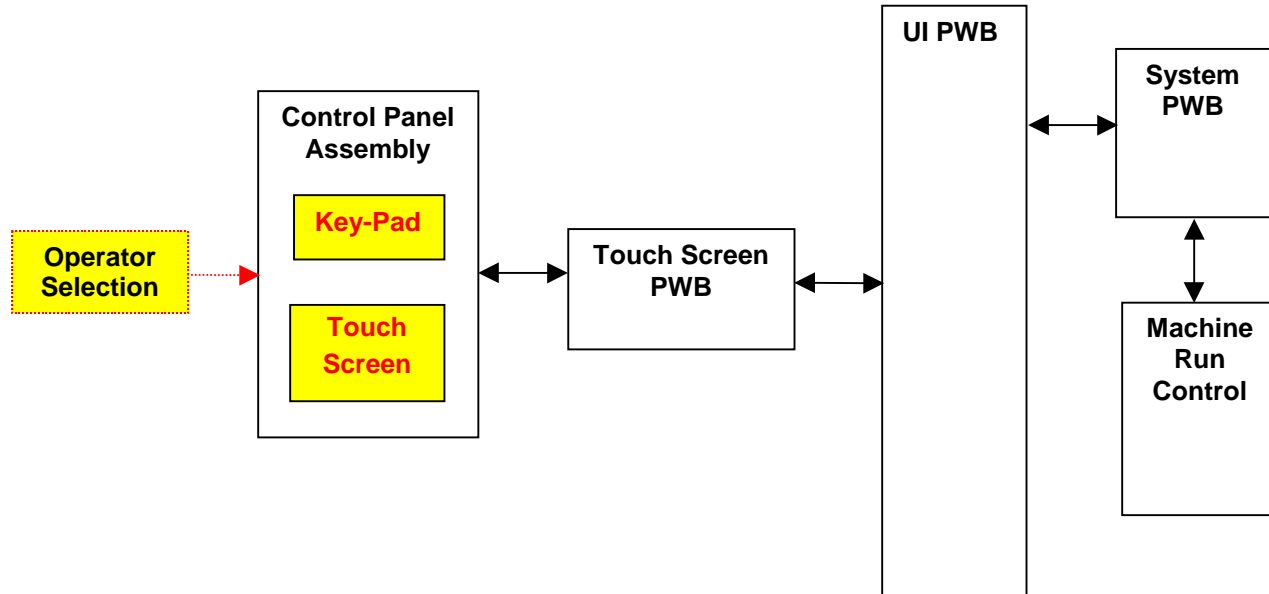 Operator
Selection
Control Panel
Assembly
Key-Pad
Touch
Screen
Touch Screen
PWB
UI PWB
System
PWB
Machine
Run
Control